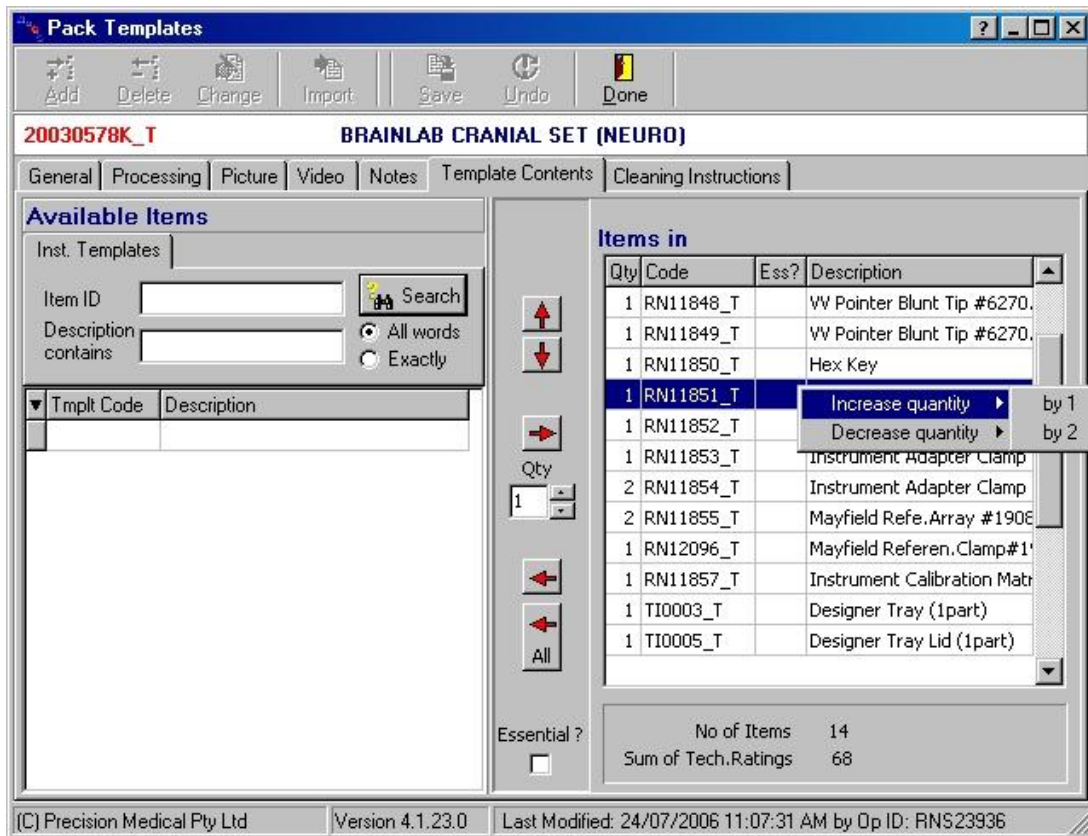 Pack Templates
Add Delete Change Import Save Undo Done
20030578K_T BRAINLAB CRANIAL SET (NEURO)
General Processing Picture Video Notes Template Contents Cleaning Instructions
Available Items
Inst. Templates
Item ID
Search
Description contains
All words
Exactly
Tmplt Code Description
Qty
1
All
Essential ?
Items in
Qty Code Ess? Description
1 RN11848_T VV Pointer Blunt Tip #6270.
1 RN11849_T VV Pointer Blunt Tip #6270.
1 RN11850_T Hex Key
1 RN11851_T
Increase quantity by 1
1 RN11852_T
Decrease quantity by 2
1 RN11853_T Instrument Adapter Clamp
2 RN11854_T Instrument Adapter Clamp
2 RN11855_T Mayfield Refe.Array #1908
1 RN12096_T Mayfield Referen.Clamp#1
1 RN11857_T Instrument Calibration Matr
1 TI0003_T Designer Tray (1part)
1 TI0005_T Designer Tray Lid (1part)
No of Items 14
Sum of Tech.Ratings 68
(C) Precision Medical Pty Ltd Version 4.1.23.0 Last Modified: 24/07/2006 11:07:31 AM by Op ID: RNS23936